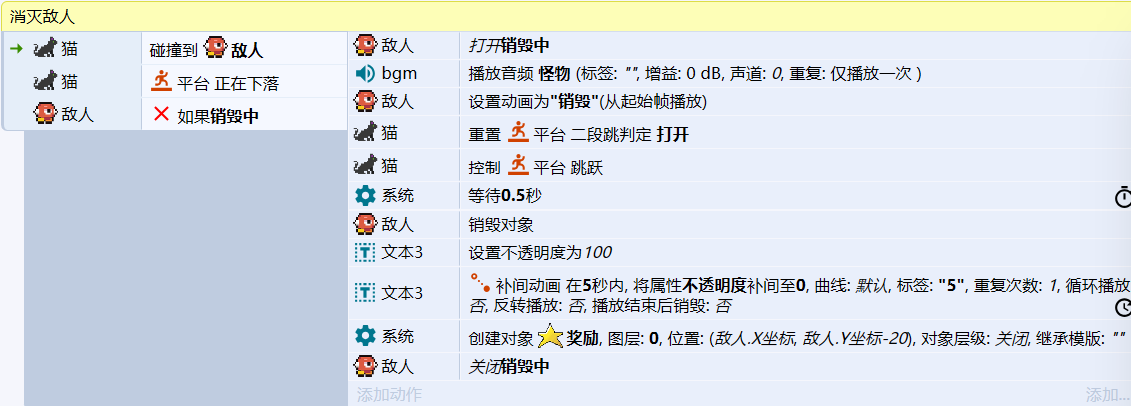 消灭敌人
猫 碰撞到 敌人
猫 平台 正在下落
敌人 如果销毁中
敌人 打开销毁中
bgm 播放音频 怪物 (标签: "", 增益: 0 dB, 声道: 0, 重复: 仅播放一次 )
敌人 设置动画为"销毁"(从起始帧播放)
猫 重置 平台 二段跳判定 打开
猫 控制 平台 跳跃
系统 等待0.5秒
敌人 销毁对象
文本3 设置不透明度为100
文本3 补间动画 在5秒内, 将属性不透明度补间至0, 曲线: 默认, 标签: "5", 重复次数: 1, 循环播放:
否, 反转播放: 否, 播放结束后销毁: 否
系统 创建对象 奖励, 图层: 0, 位置: (敌人.X坐标, 敌人.Y坐标-20), 对象层级: 关闭, 继承模版: ""
敌人 关闭销毁中
添加动作 添加...